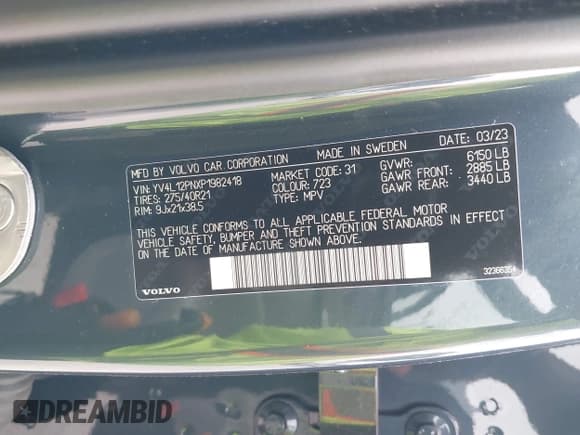 MFD BY VOLVO CAR CORPORATION MADE IN SWEDEN DATE: 03/23
VIN: YV4L12PNXP1982418 MARKET CODE: 31 GVWR: 6150 LB
TIRES: 275/40R21 COLOUR: 723 GAWR FRONT: 2885 LB
RIM: 9Jx21x38.5 TYPE: MPV GAWR REAR: 3440 LB
THIS VEHICLE CONFORMS TO ALL APPLICABLE FEDERAL MOTOR
VEHICLE SAFETY, BUMPER AND THEFT PREVENTION STANDARDS IN EFFECT
ON THE DATE OF MANUFACTURE SHOWN ABOVE.
VOLVO 32366354
DREAMBID